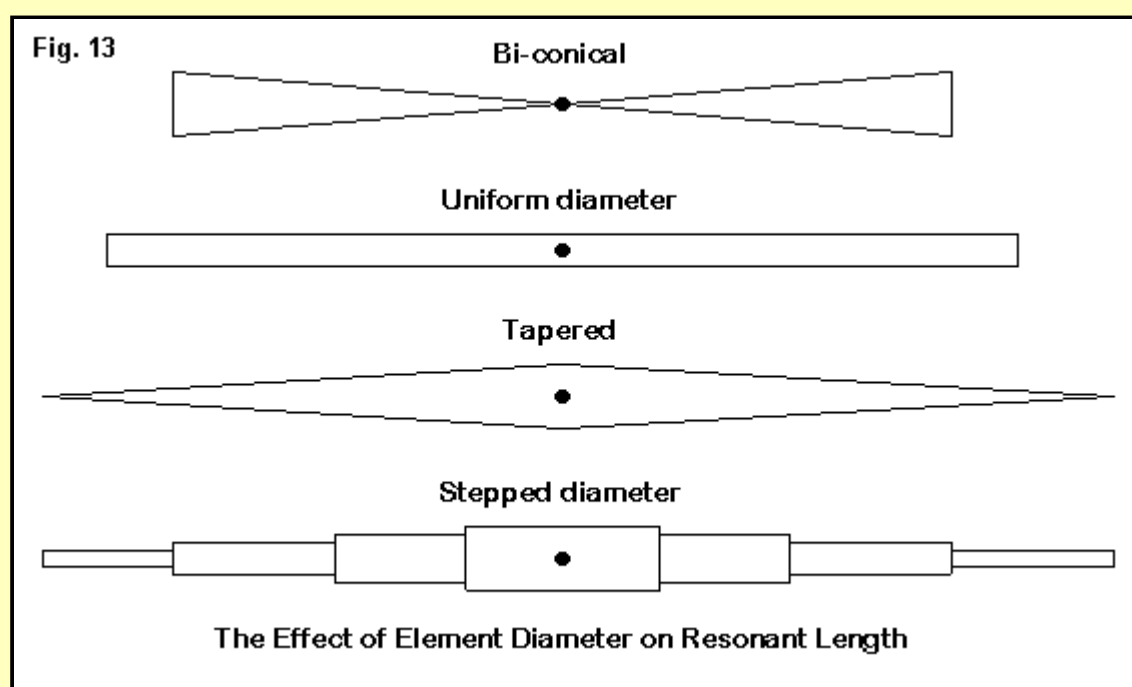 Fig. 13
Bi-conical
Uniform diameter
Tapered
Stepped diameter
The Effect of Element Diameter on Resonant Length